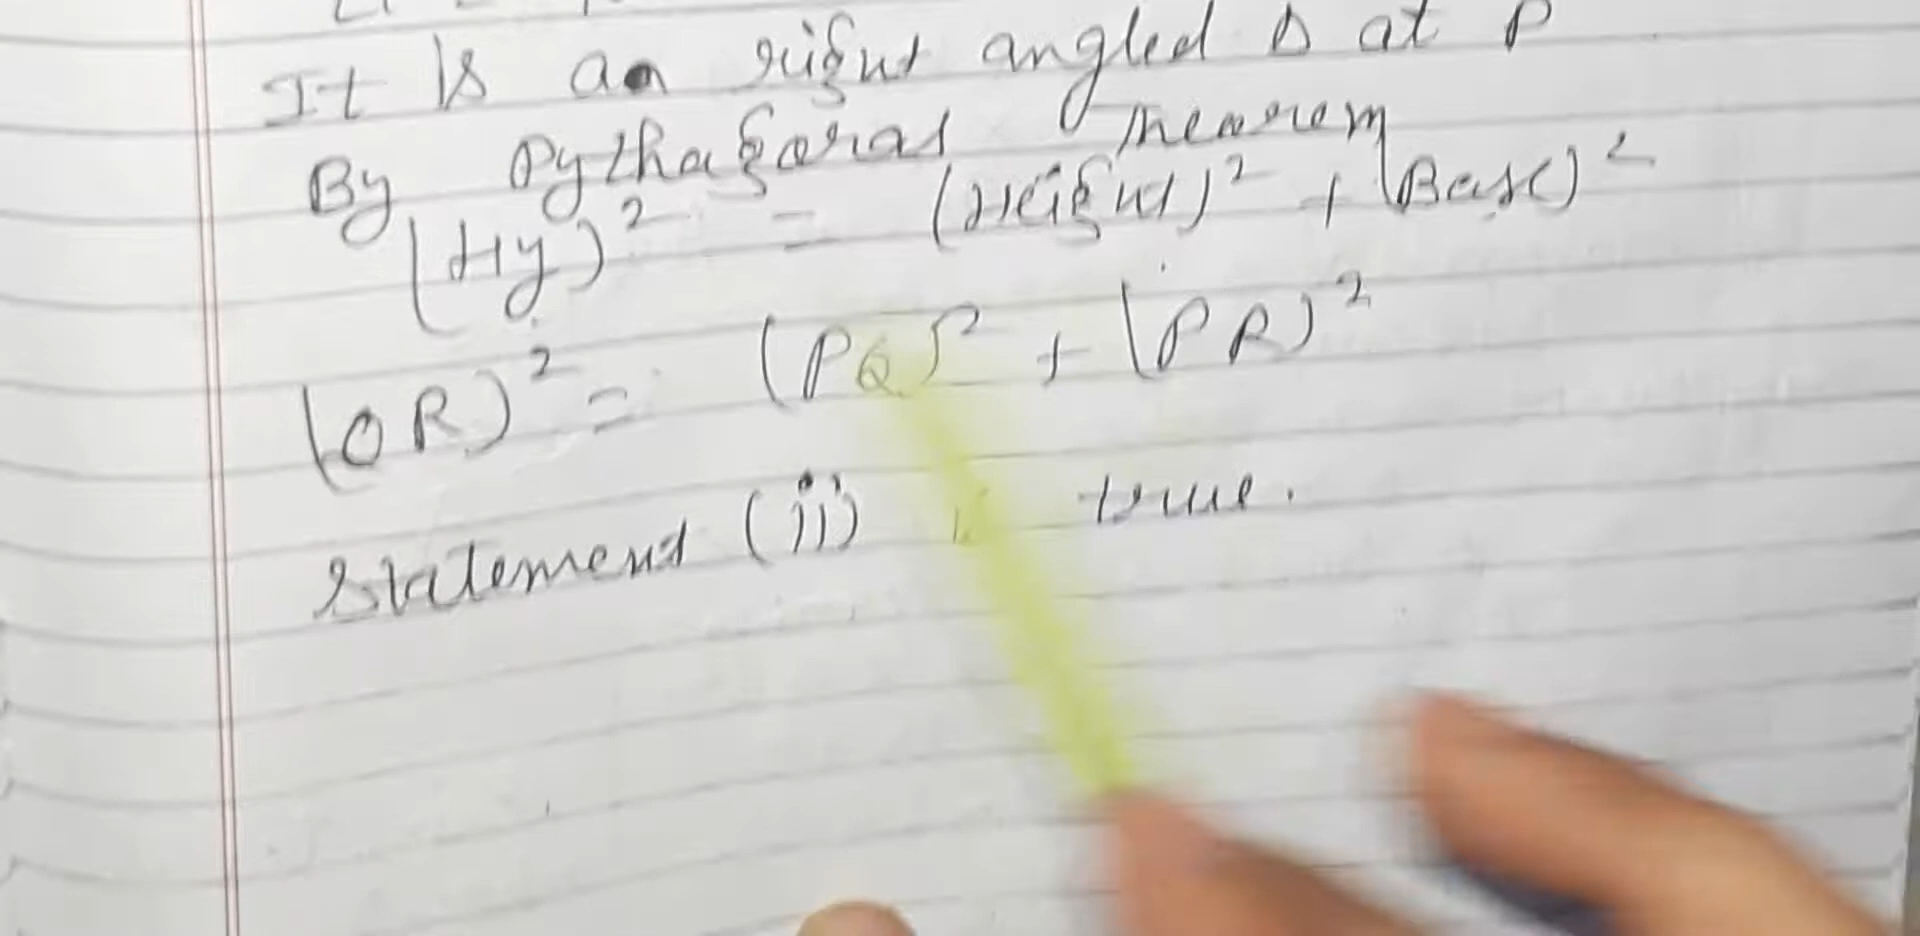 It is an right angled Δ at P
By Pythagoras Theorem
(Hy)² = (Height)² + (Base)²
(QR)² = (PQ)² + (PR)²
Statement (ii) is true.